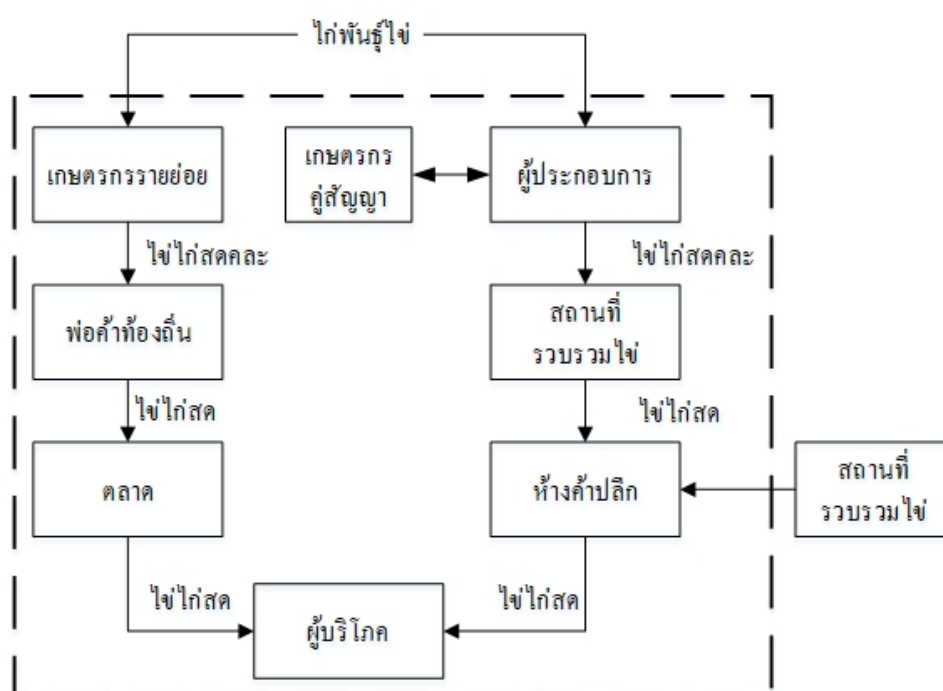 ไก่พันธุ์ไข่
เกษตรกรรายย่อย
เกษตรกร
คู่สัญญา
ผู้ประกอบการ
ไข่ไก่สดคละ
ไข่ไก่สดคละ
พ่อค้าท้องถิ่น
สถานที่
รวบรวมไข่
ไข่ไก่สด
ไข่ไก่สด
ตลาด
ห้างค้าปลีก
สถานที่
รวบรวมไข่
ไข่ไก่สด
ไข่ไก่สด
ผู้บริโภค